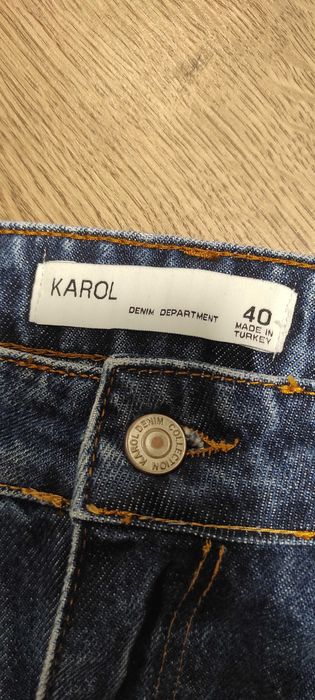 KAROL
DENIM DEPARTMENT
40
MADE IN
TURKEY
KAROL DENIM COLLECTION